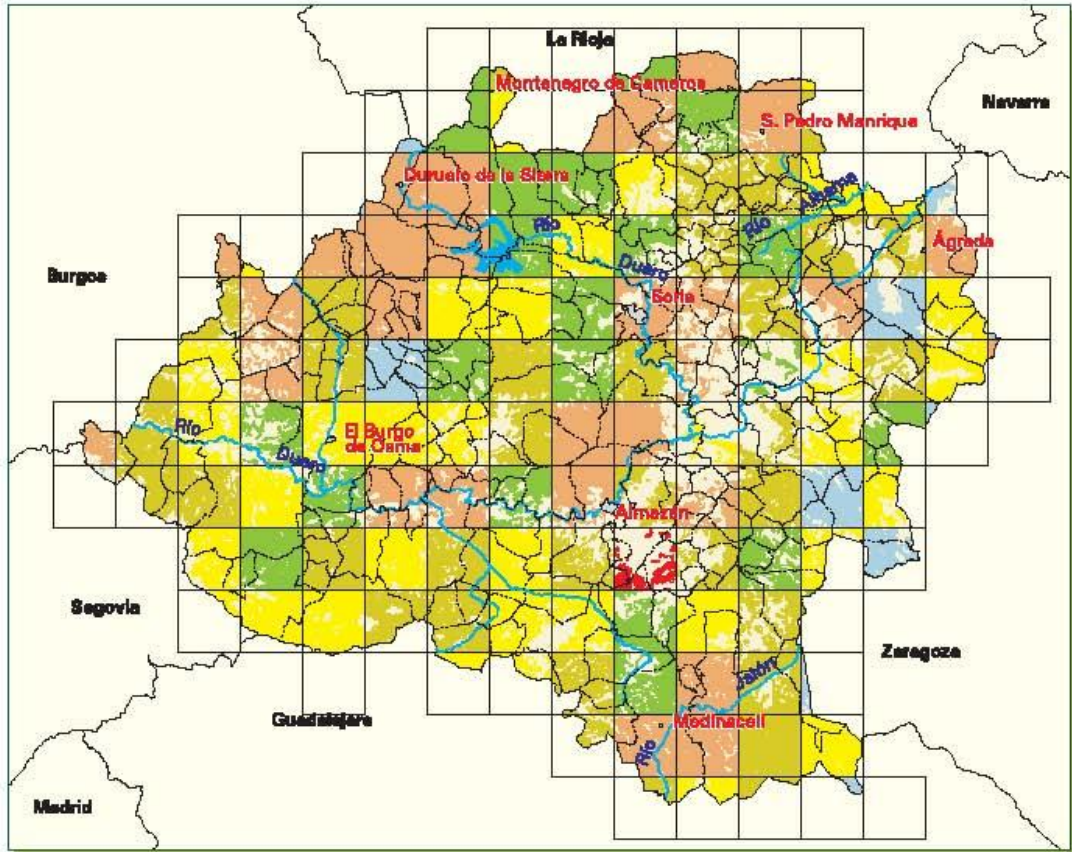 La Rioja
Montenegro de Cameros
Navarra
S. Pedro Manrique
Duruelo de la Sierra
Río Alhama
Río Duero
Ágreda
Burgos
Soria
Río Duero
El Burgo
de Osma
Almazán
Segovia
Zaragoza
Río Jalón
Guadalajara
Medinaceli
Madrid